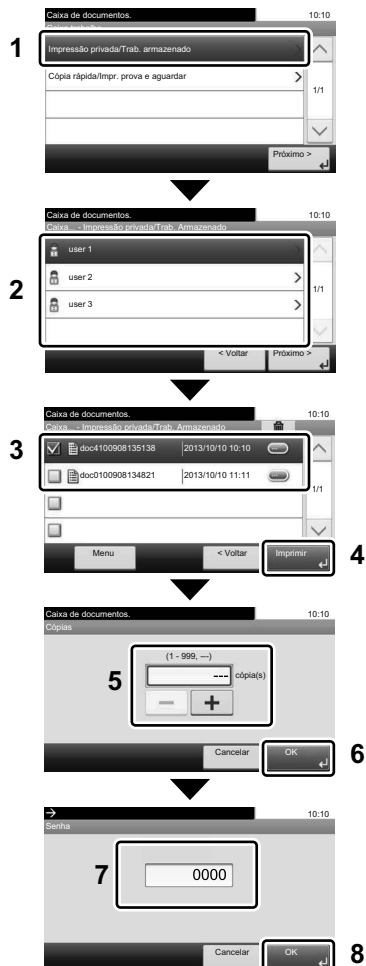 Caixa de documentos. 10:10
Caixa trabalho
1 Impressão privada/Trab. armazenado >
Cópia rápida/Impr. prova e aguardar >
1/1
Próximo >
Caixa de documentos. 10:10
Caixa... - Impressão privada/Trab. Armazenado
user 1 >
2 user 2 > 1/1
user 3 >
< Voltar Próximo >
Caixa de documentos. 10:10
Caixa... - Impressão privada/Trab. Armazenado
3 doc4100908135138 2013/10/10 10:10
doc0100908134821 2013/10/10 11:11
1/1
Menu < Voltar Imprimir 4
Caixa de documentos. 10:10
Cópias
(1 - 999, ---)
5 --- cópia(s)
− +
Cancelar OK 6
→ 10:10
Senha
7 0000
Cancelar OK 8